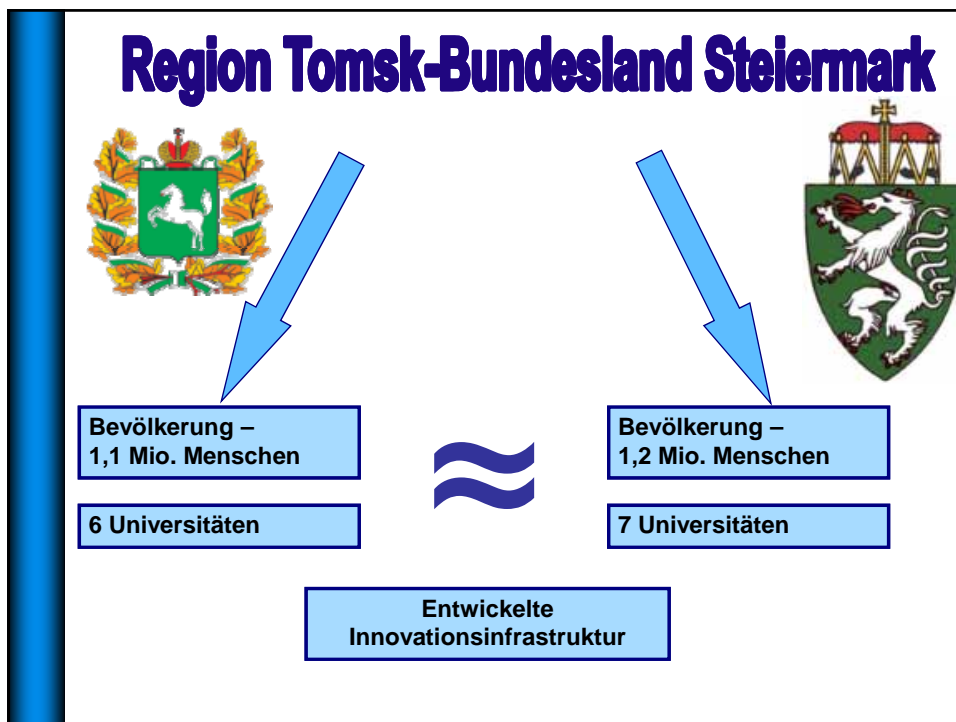 Region Tomsk-Bundesland Steiermark
Bevölkerung –
1,1 Mio. Menschen
6 Universitäten
≈
Bevölkerung –
1,2 Mio. Menschen
7 Universitäten
Entwickelte
Innovationsinfrastruktur